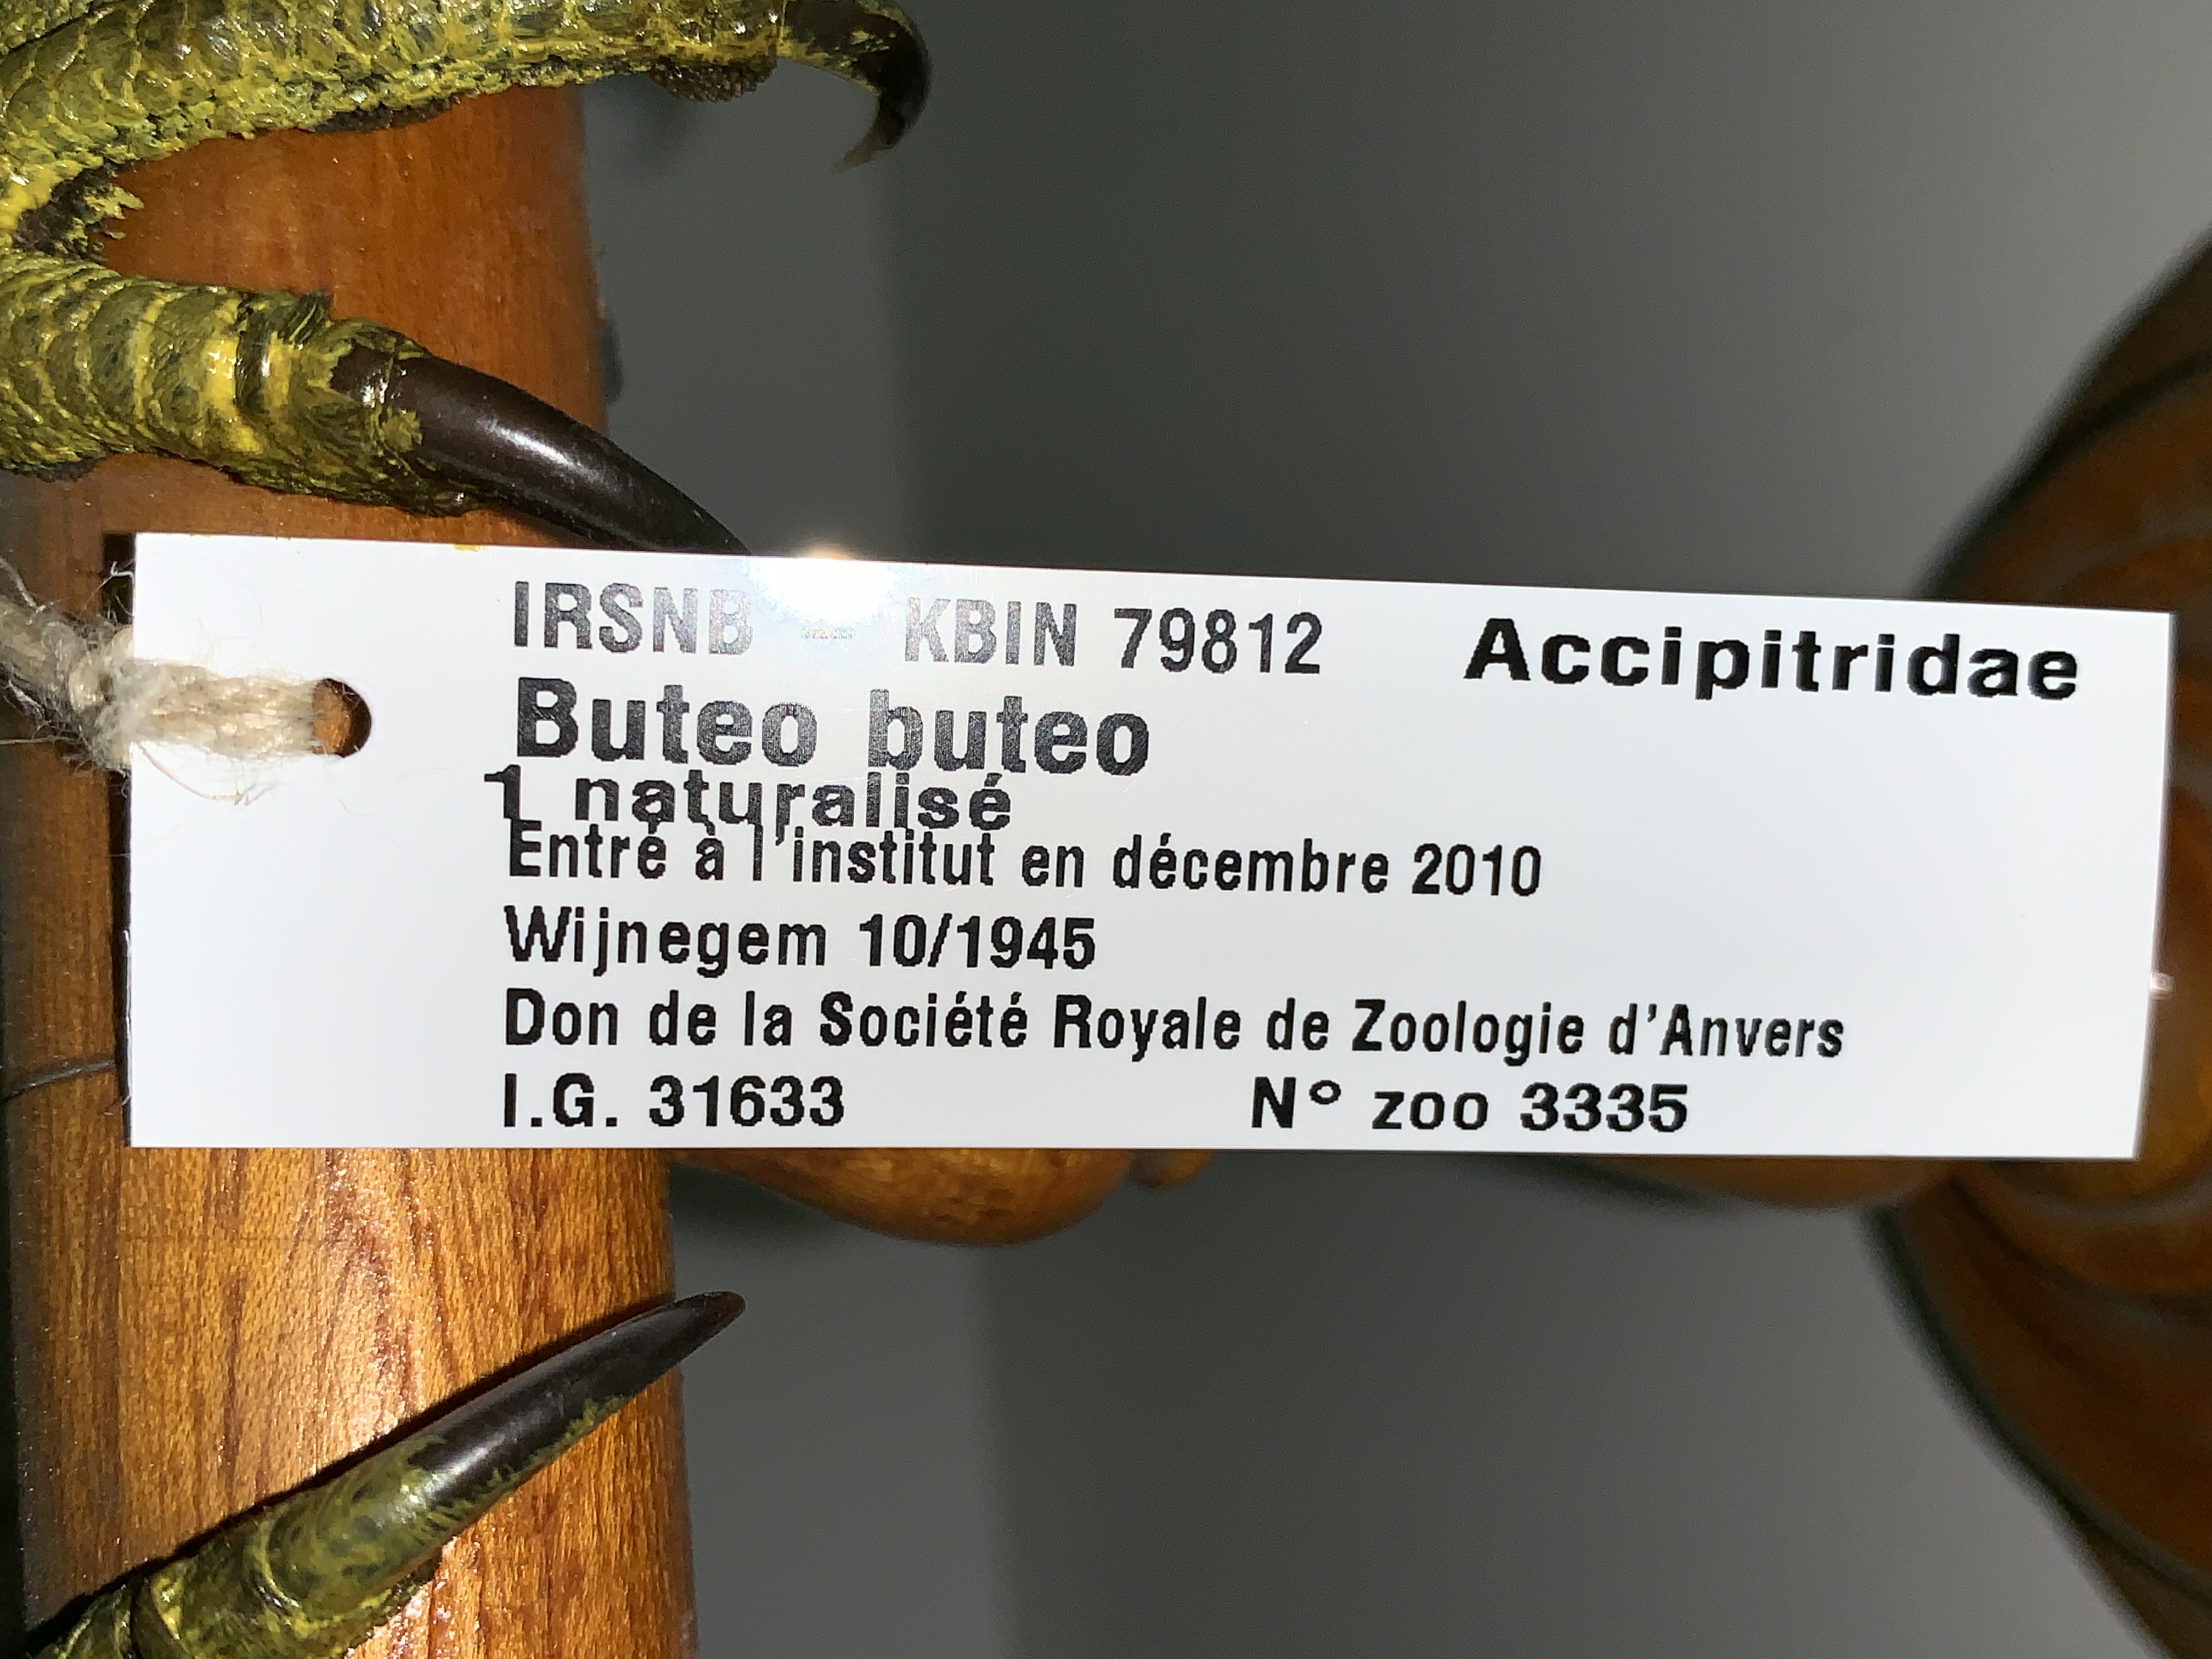 IRSNB - KBIN 79812 Accipitridae
Buteo buteo
1 naturalisé
Entré à l'institut en décembre 2010
Wijnegem 10/1945
Don de la Société Royale de Zoologie d'Anvers
I.G. 31633 N° zoo 3335